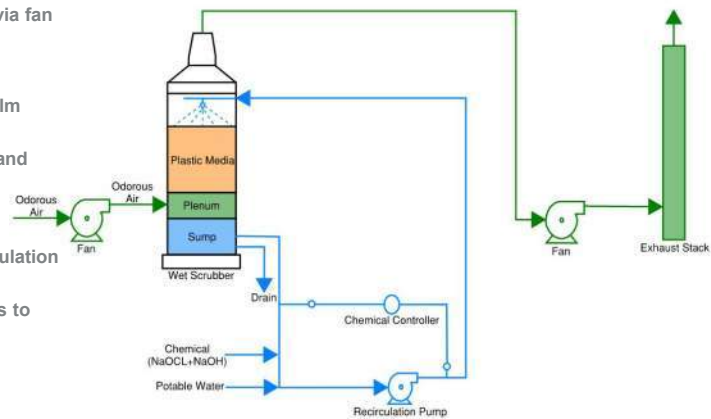 via fan
lm
and
ulation
s to
Odorous
Air
Fan
Odorous
Air
Plastic Media
Plenum
Sump
Wet Scrubber
Drain
Chemical
(NaOCL+NaOH)
Potable Water
Chemical Controller
Recirculation Pump
Fan
Exhaust Stack